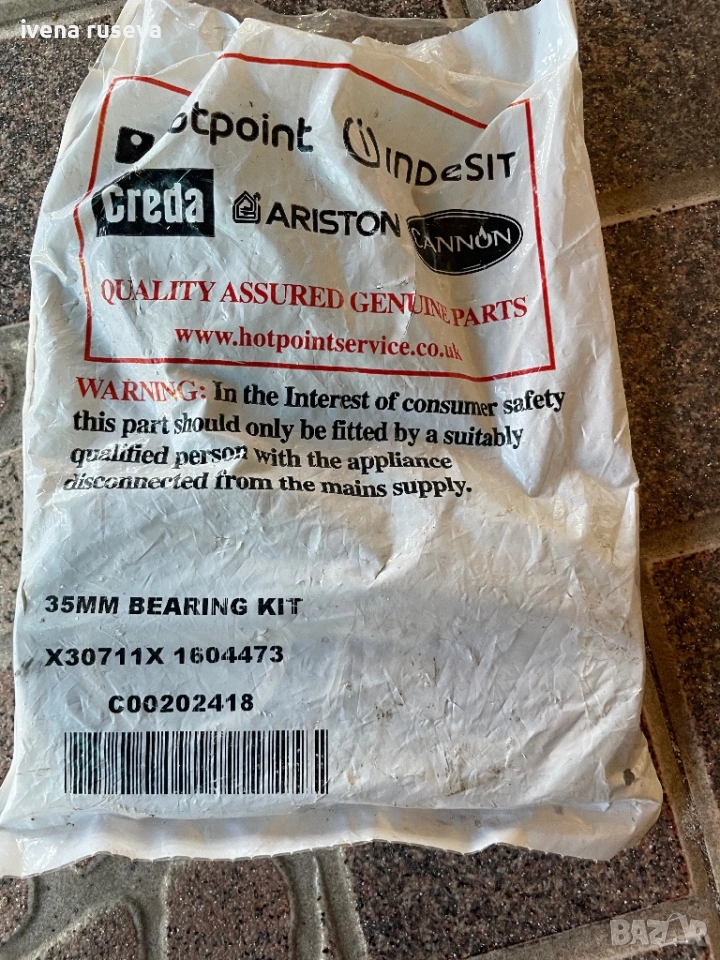 ivena ruseva
Hotpoint indesit
creda ARISTON CANNON
QUALITY ASSURED GENUINE PARTS
www.hotpointservice.co.uk
WARNING: In the Interest of consumer safety
this part should only be fitted by a suitably
qualified person with the appliance
disconnected from the mains supply.
35MM BEARING KIT
X30711X 1604473
C00202418
BAZAR